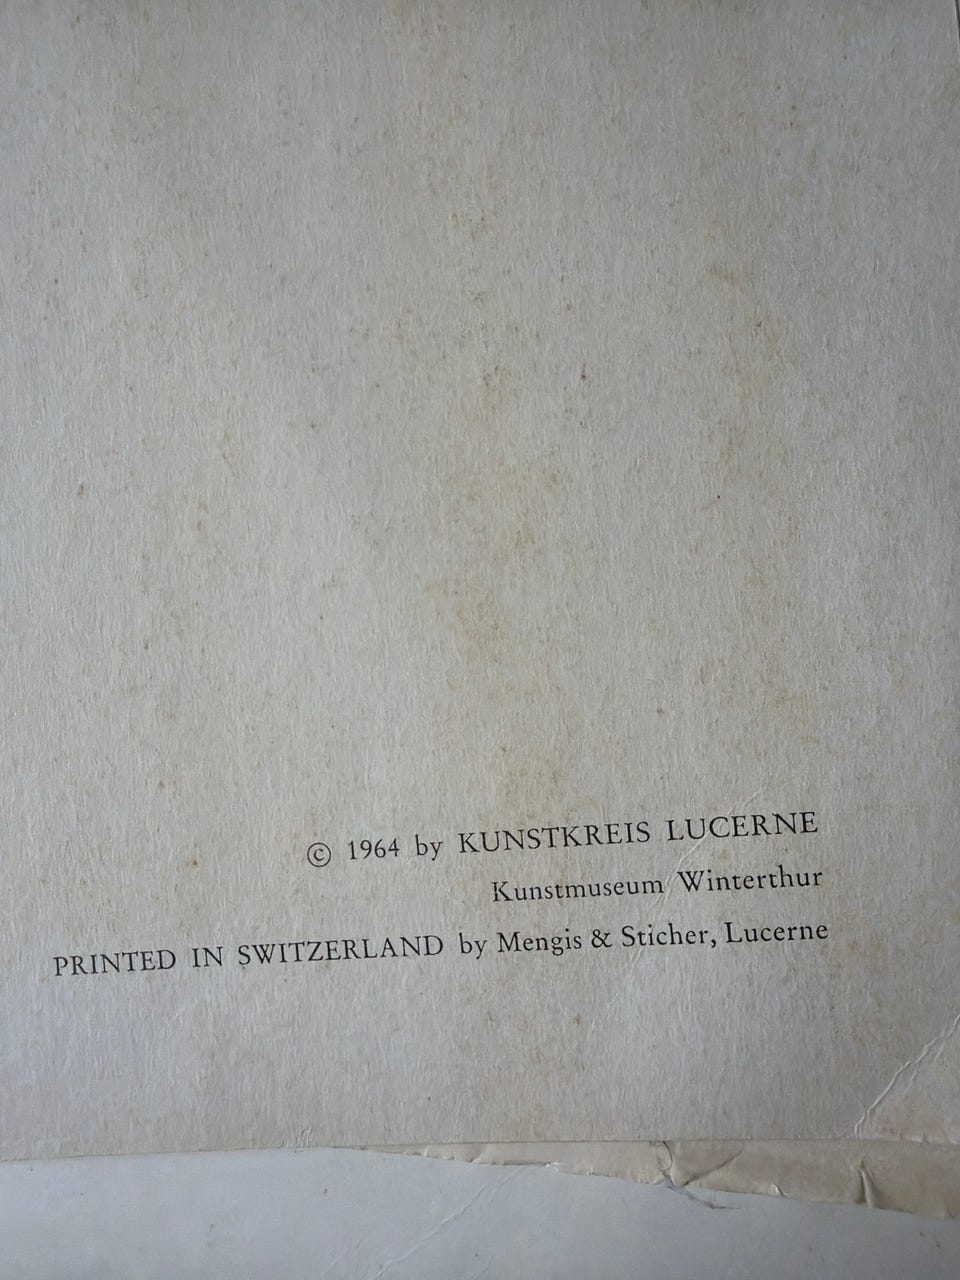 © 1964 by KUNSTKREIS LUCERNE
Kunstmuseum Winterthur
PRINTED IN SWITZERLAND by Mengis & Sticher, Lucerne